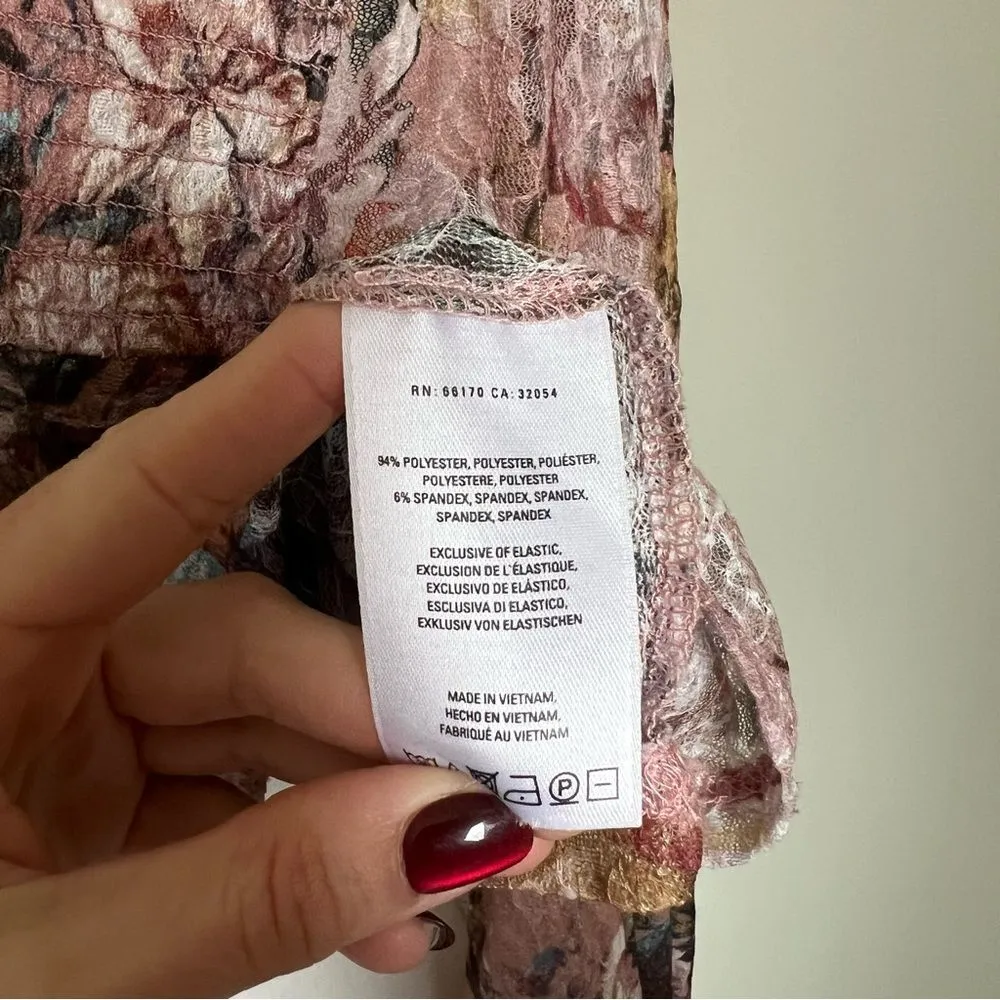 RN: 66170 CA: 32054
94% POLYESTER, POLYESTER, POLIÉSTER,
POLYESTERE, POLYESTER
6% SPANDEX, SPANDEX, SPANDEX,
SPANDEX, SPANDEX
EXCLUSIVE OF ELASTIC,
EXCLUSION DE L'ÉLASTIQUE,
EXCLUSIVO DE ELÁSTICO,
ESCLUSIVA DI ELASTICO,
EXKLUSIV VON ELASTISCHEN
MADE IN VIETNAM,
HECHO EN VIETNAM,
FABRIQUÉ AU VIETNAM
P